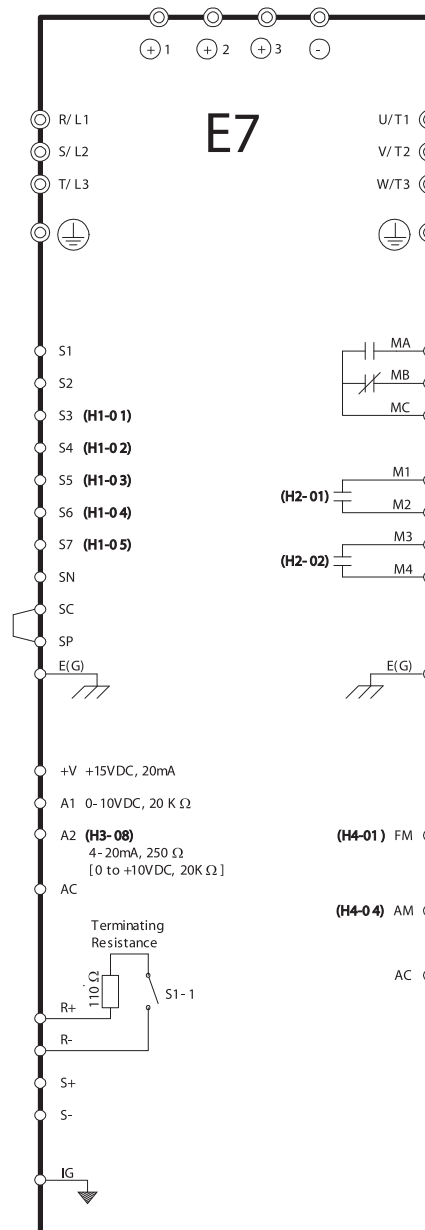 + 1 + 2 + 3 -
E7
R/ L1
S/ L2
T/ L3
U/T1
V/T2
W/T3
S1
S2
S3 (H1-01)
S4 (H1-02)
S5 (H1-03)
S6 (H1-04)
S7 (H1-05)
SN
SC
SP
E(G)
MA
MB
MC
(H2-01) M1
M2
(H2-02) M3
M4
E(G)
+V +15VDC, 20mA
A1 0-10VDC, 20 K Ω
A2 (H3-08)
4-20mA, 250 Ω
[0 to +10VDC, 20K Ω ]
AC
(H4-01) FM
(H4-04) AM
AC
Terminating
Resistance
110 Ω
S1-1
R+
R-
S+
S-
IG